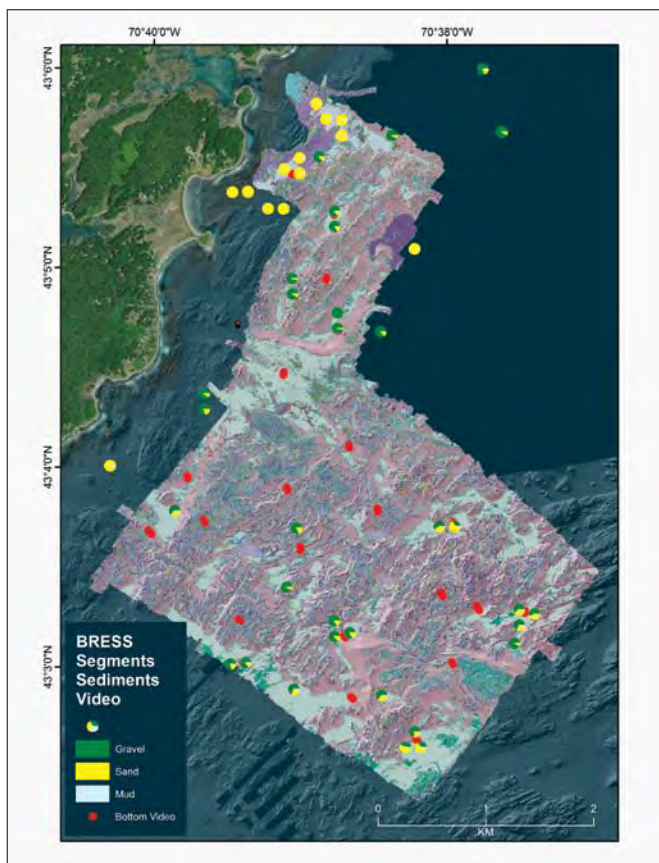 70°40'0"W
70°38'0"W
43°6'0"N
43°5'0"N
43°4'0"N
43°3'0"N
BRESS
Segments
Sediments
Video
Gravel
Sand
Mud
Bottom Video
0 1 2
KM